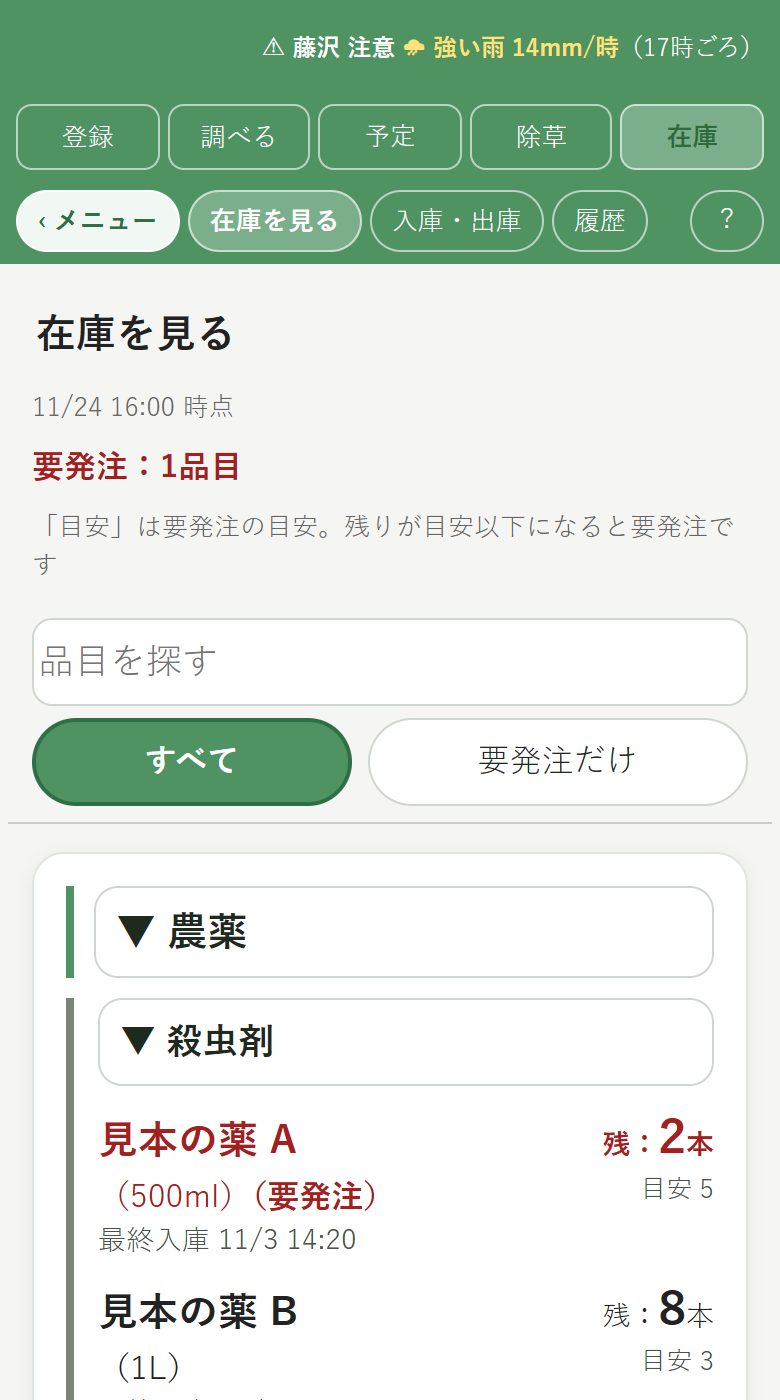 ⚠ 藤沢 注意 🌧 強い雨 14mm/時（17時ごろ）
登録 調べる 予定 除草 在庫
‹ メニュー 在庫を見る 入庫・出庫 履歴 ？
在庫を見る
11/24 16:00 時点
要発注：1品目
「目安」は要発注の目安。残りが目安以下になると要発注で
す
品目を探す
すべて 要発注だけ
▼ 農薬
▼ 殺虫剤
見本の薬 A 残：2本
（500ml）（要発注） 目安 5
最終入庫 11/3 14:20
見本の薬 B 残：8本
（1L） 目安 3